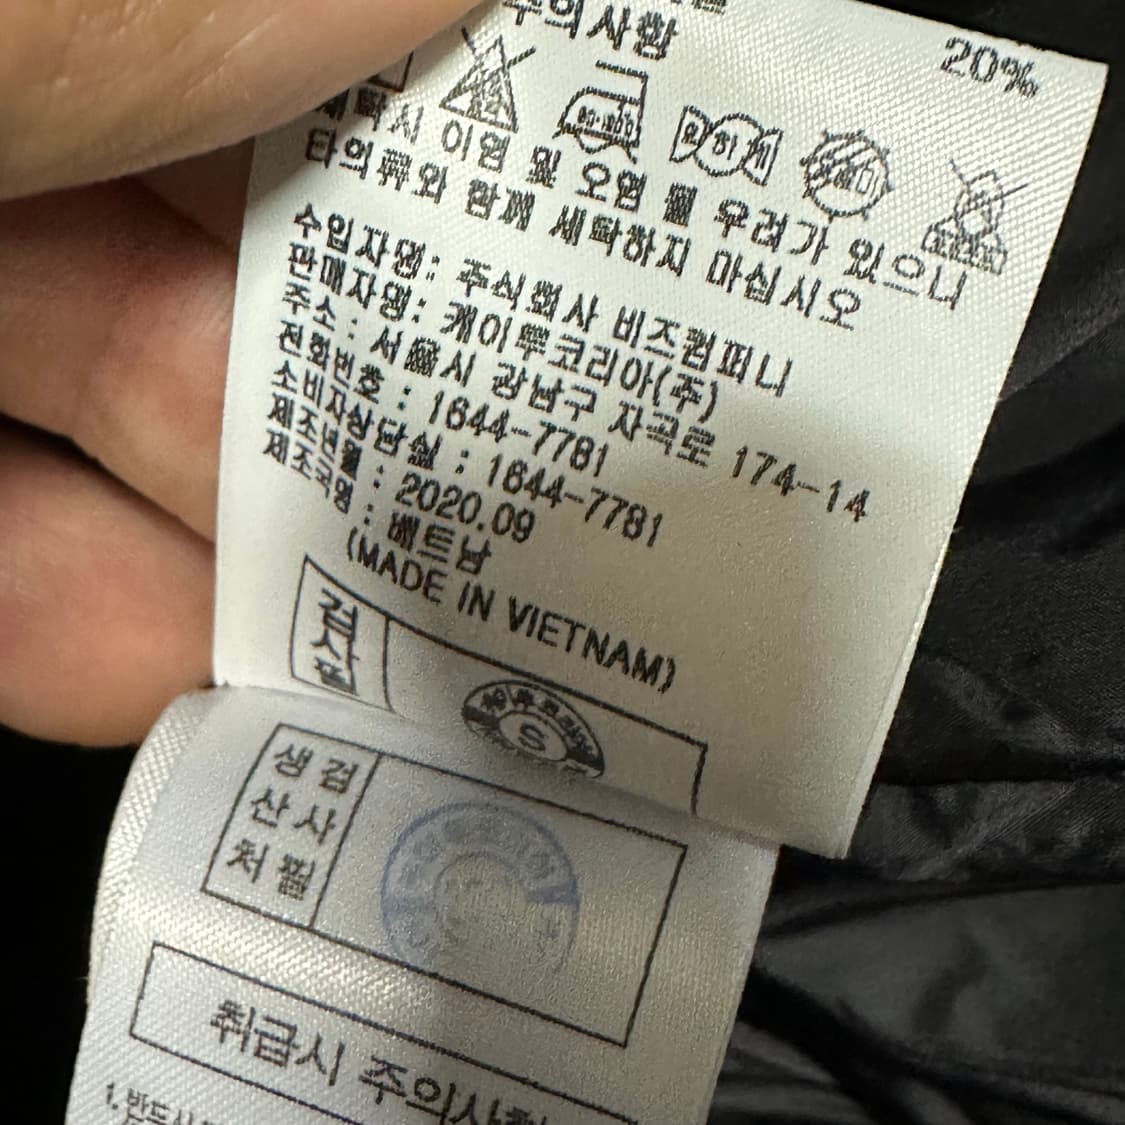 주의사항
20%
세탁시 이염 및 오염 될 우려가 있으니
타의류와 함께 세탁하지 마십시오
수입자명: 주식회사 비즈컴퍼니
판매자명: 케이투코리아(주)
주소 : 서울시 강남구 자곡로 174-14
전화번호 : 1644-7781
소비자상담실 : 1644-7781
제조년월 : 2020.09
제조국명 : 베트남
(MADE IN VIETNAM)
검사필
S
생산처
검사필
취급시 주의사항
1. 반드시